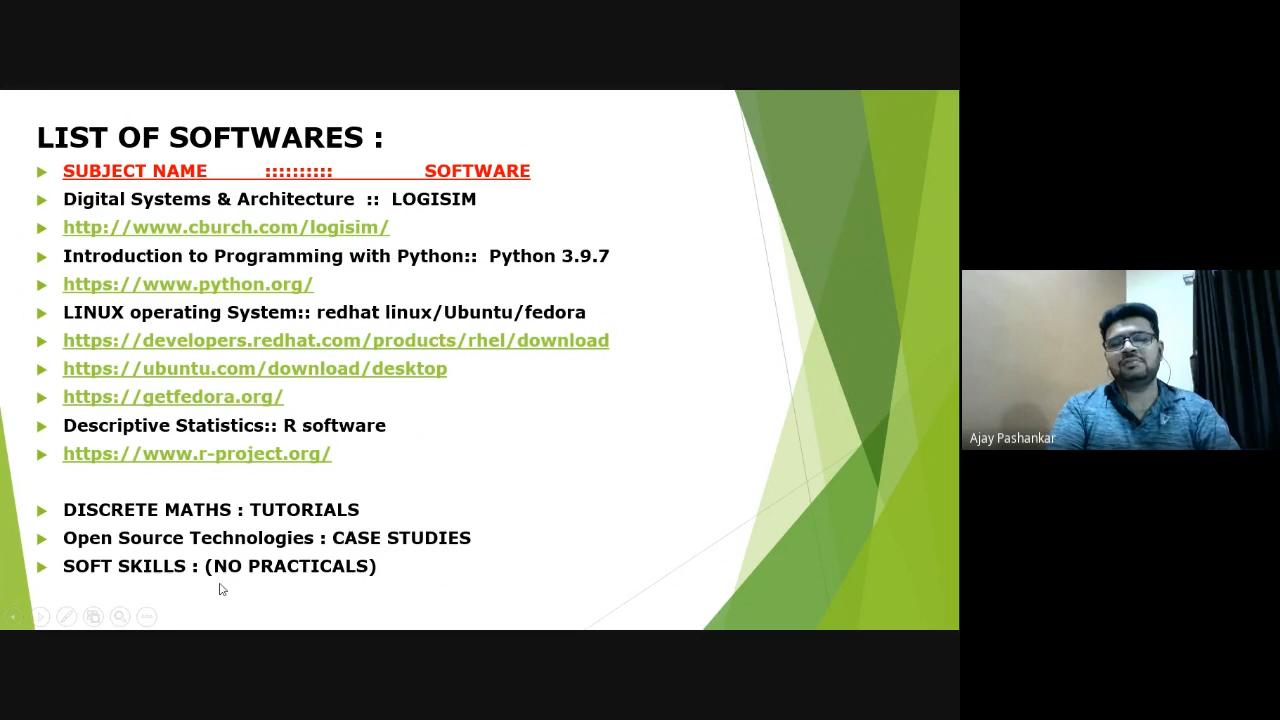 LIST OF SOFTWARES :
SUBJECT NAME :::::::::: SOFTWARE
Digital Systems & Architecture :: LOGISIM
http://www.cburch.com/logisim/
Introduction to Programming with Python:: Python 3.9.7
https://www.python.org/
LINUX operating System:: redhat linux/Ubuntu/fedora
https://developers.redhat.com/products/rhel/download
https://ubuntu.com/download/desktop
https://getfedora.org/
Descriptive Statistics:: R software
https://www.r-project.org/
DISCRETE MATHS : TUTORIALS
Open Source Technologies : CASE STUDIES
SOFT SKILLS : (NO PRACTICALS)
Ajay Pashankar